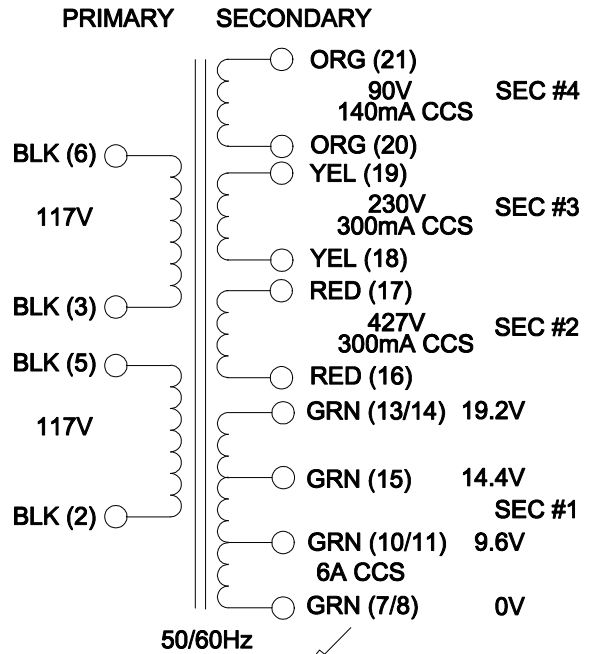 PRIMARY SECONDARY
ORG (21)
90V SEC #4
140mA CCS
ORG (20)
BLK (6)
YEL (19)
117V
230V SEC #3
300mA CCS
YEL (18)
BLK (3)
RED (17)
427V SEC #2
300mA CCS
BLK (5)
RED (16)
GRN (13/14) 19.2V
117V
GRN (15) 14.4V
SEC #1
BLK (2)
GRN (10/11) 9.6V
6A CCS
GRN (7/8) 0V
50/60Hz